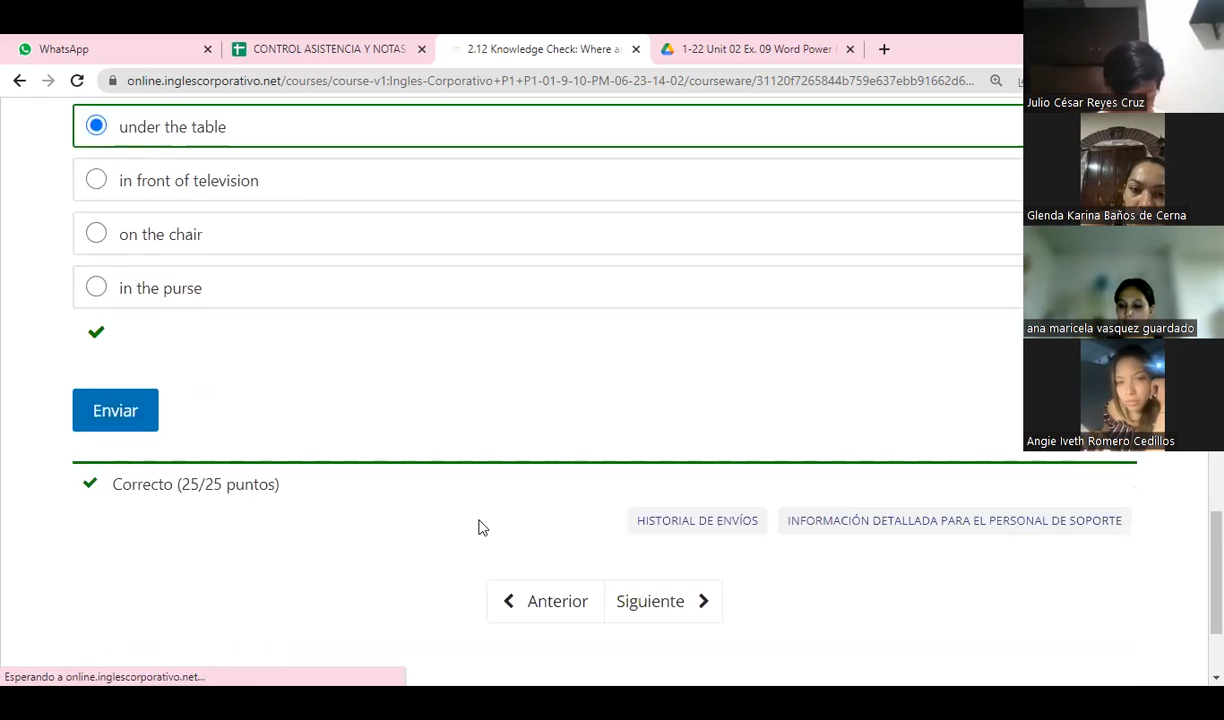 WhatsApp
CONTROL ASISTENCIA Y NOTAS
2.12 Knowledge Check: Where a
1-22 Unit 02 Ex. 09 Word Power
online.inglescorporativo.net/courses/course-v1:Ingles-Corporativo+P1+P1-01-9-10-PM-06-23-14-02/courseware/31120f7265844b759e637ebb91662d6...
under the table
in front of television
on the chair
in the purse
Enviar
Correcto (25/25 puntos)
HISTORIAL DE ENVÍOS
INFORMACIÓN DETALLADA PARA EL PERSONAL DE SOPORTE
Anterior
Siguiente
Esperando a online.inglescorporativo.net...
Julio César Reyes Cruz
Glenda Karina Baños de Cerna
ana maricela vasquez guardado
Angie Iveth Romero Cedillos